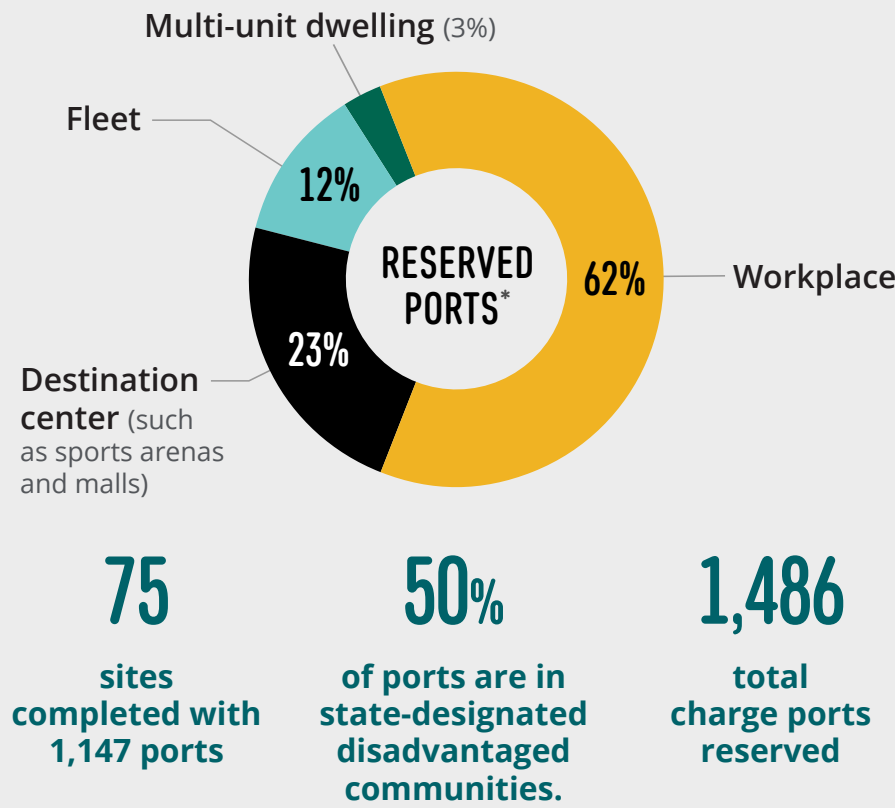 Multi-unit dwelling (3%)
Fleet
12%
RESERVED
PORTS*
62%
Workplace
23%
Destination
center (such
as sports arenas
and malls)
75
sites
completed with
1,147 ports
50%
of ports are in
state-designated
disadvantaged
communities.
1,486
total
charge ports
reserved